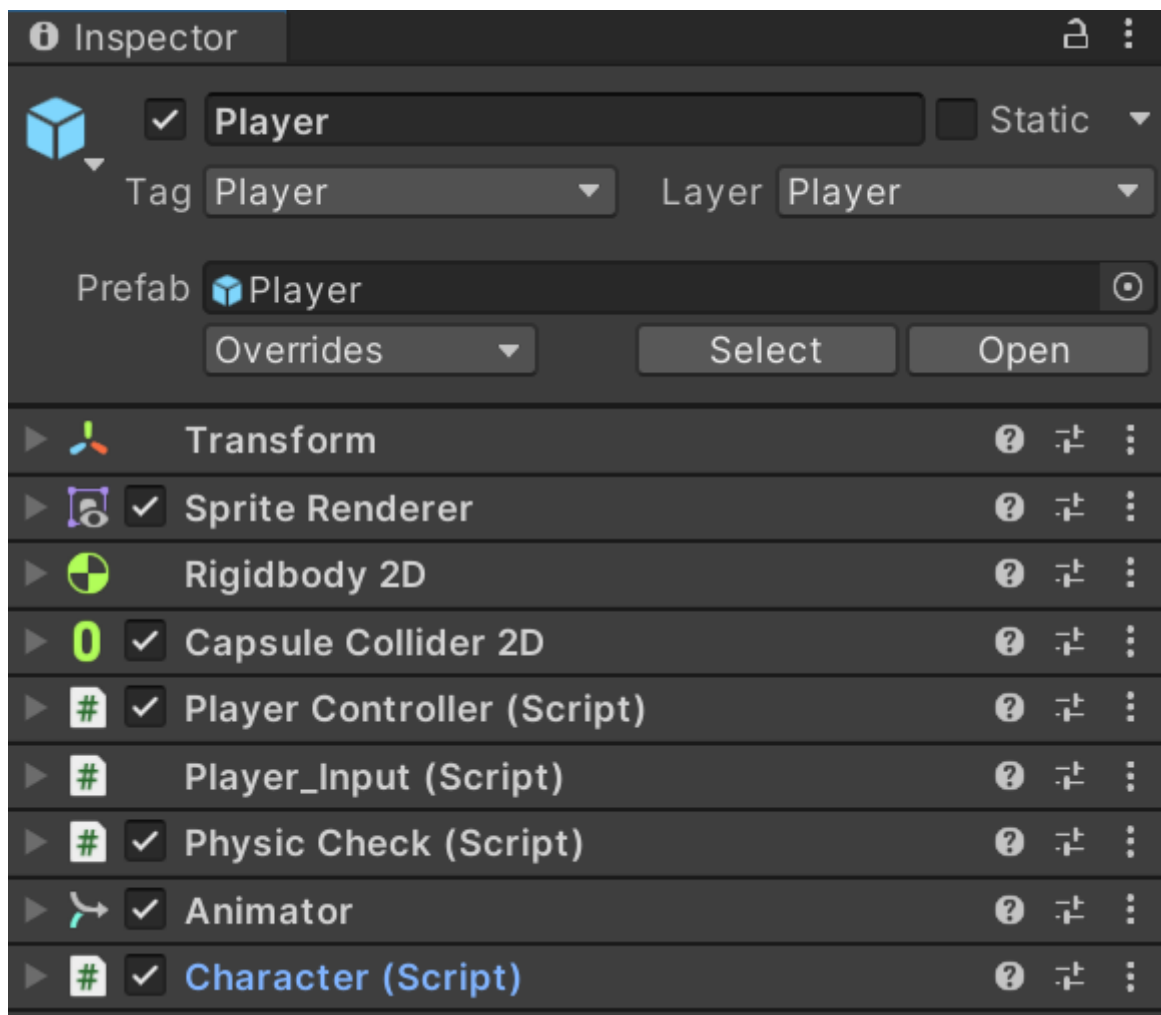 Inspector
Player Static
Tag Player Layer Player
Prefab Player
Overrides Select Open
Transform
Sprite Renderer
Rigidbody 2D
Capsule Collider 2D
Player Controller (Script)
Player_Input (Script)
Physic Check (Script)
Animator
Character (Script)